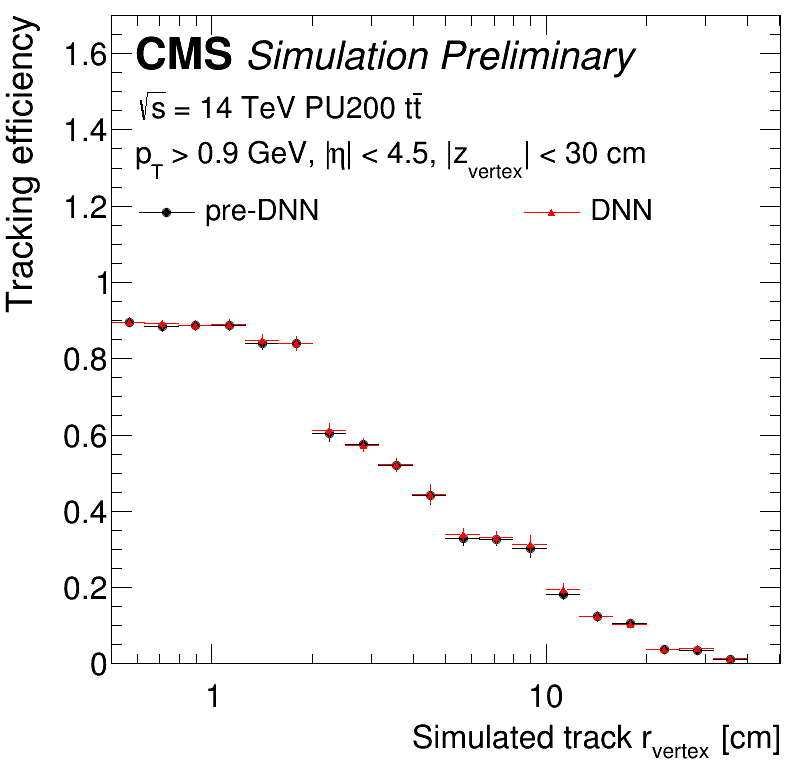 CMS Simulation Preliminary
√s = 14 TeV PU200 tt̄
p_T > 0.9 GeV, |η| < 4.5, |z_vertex| < 30 cm
pre-DNN DNN
Tracking efficiency
1.6
1.4
1.2
1
0.8
0.6
0.4
0.2
0
1 10
Simulated track r_vertex [cm]